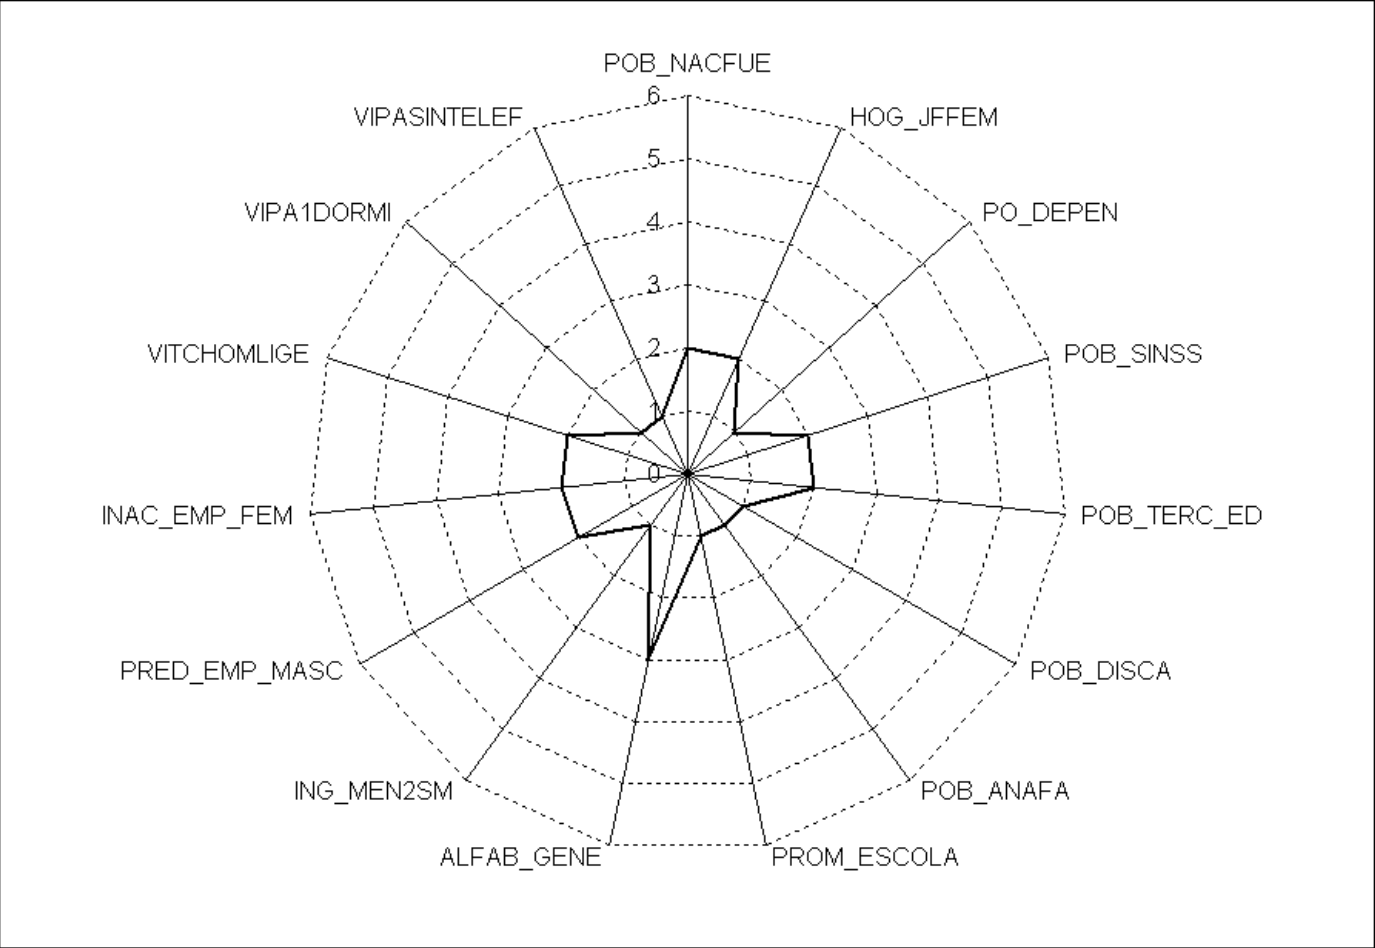 POB_NACFUE
6
VIPASINTELEF
HOG_JFFEM
5
VIPA1DORMI
4
PO_DEPEN
3
VITCHOMLIGE
2
POB_SINSS
1
0
INAC_EMP_FEM
POB_TERC_ED
PRED_EMP_MASC
POB_DISCA
ING_MEN2SM
POB_ANAFA
ALFAB_GENE
PROM_ESCOLA